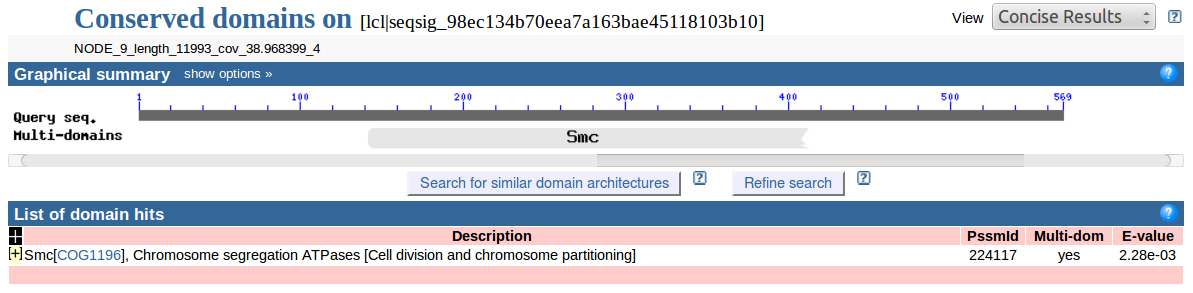 Conserved domains on [lcl|seqsig_98ec134b70eea7a163bae45118103b10]
View Concise Results ?
NODE_9_length_11993_cov_38.968399_4
Graphical summary show options » ?
1 100 200 300 400 500 569
Query seq.
Multi-domains Smc
Search for similar domain architectures ? Refine search ?
List of domain hits ?
+ Description PssmId Multi-dom E-value
+ Smc[COG1196], Chromosome segregation ATPases [Cell division and chromosome partitioning] 224117 yes 2.28e-03